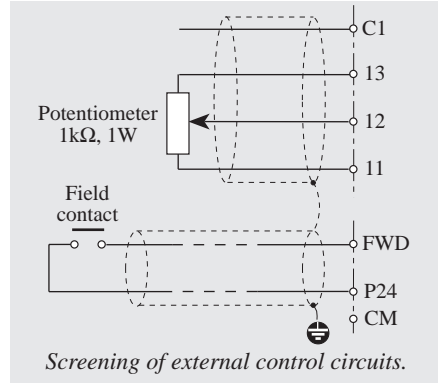 C1
13
Potentiometer
1kΩ, 1W
12
11
Field
contact
FWD
P24
CM
Screening of external control circuits.